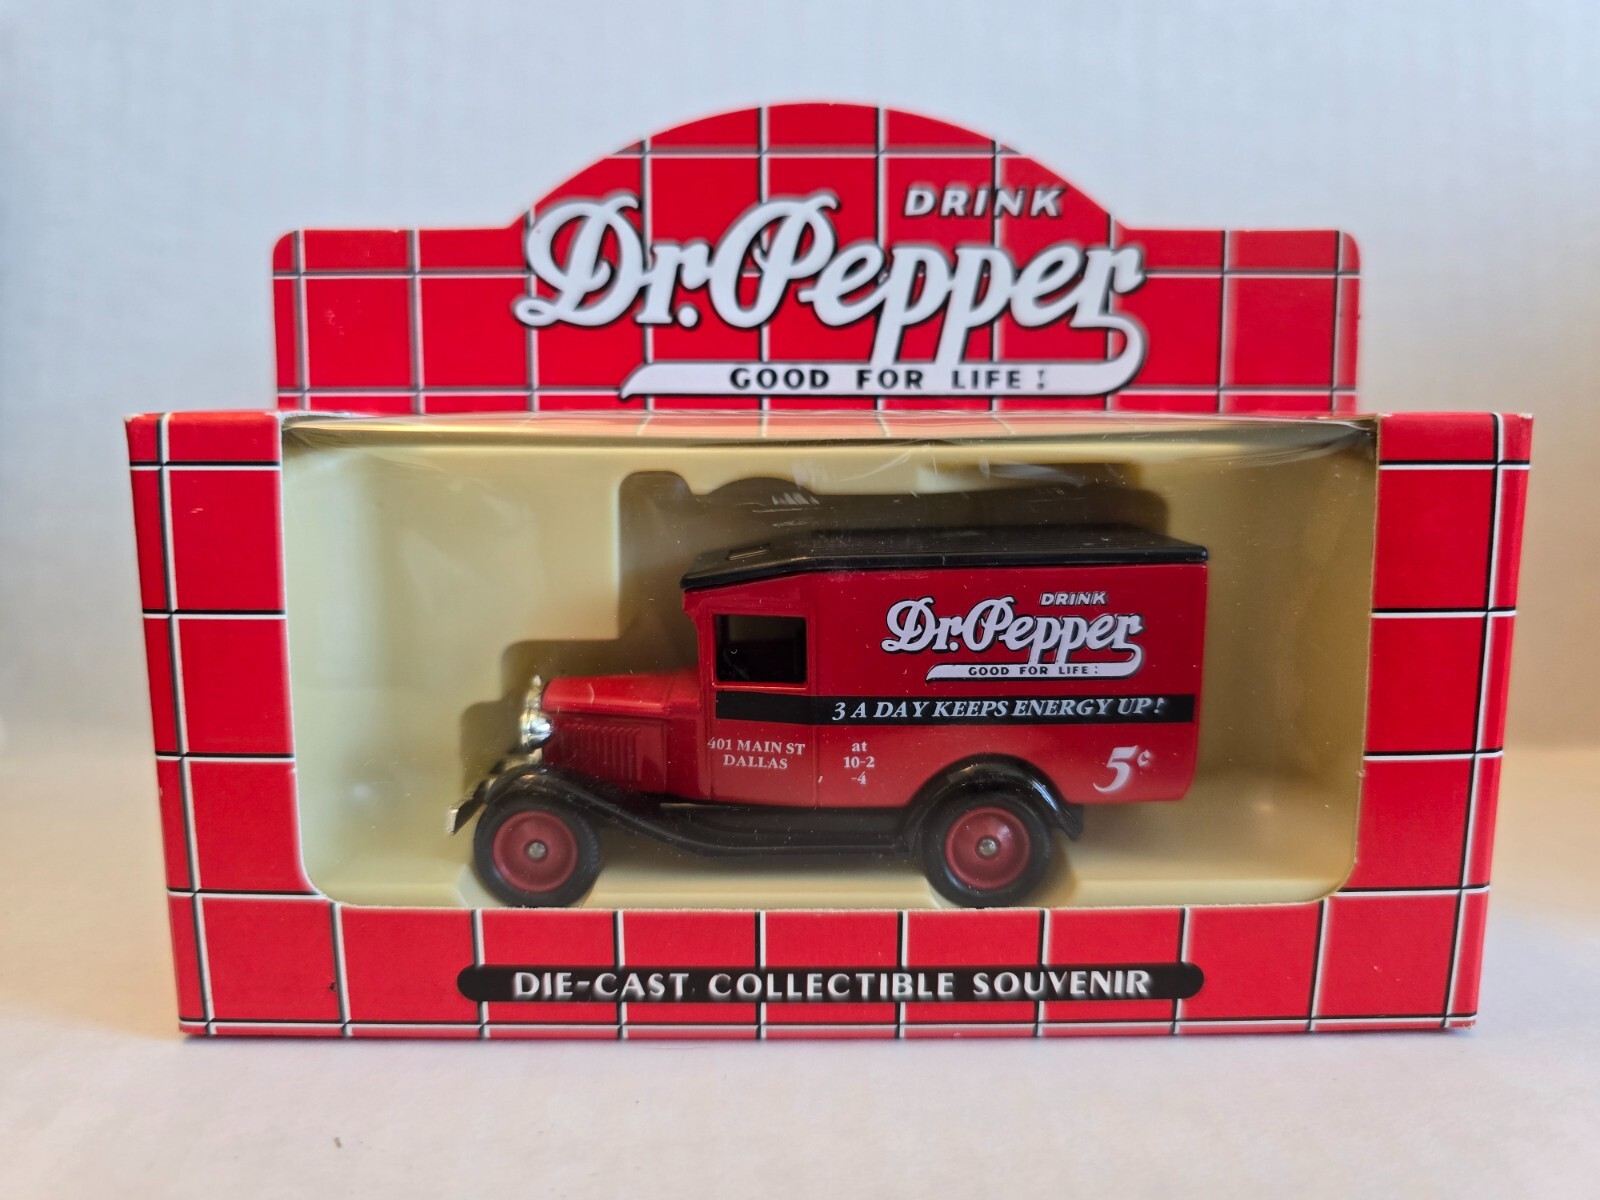 DRINK
Dr. Pepper
GOOD FOR LIFE!
DRINK
Dr. Pepper
GOOD FOR LIFE!
3 A DAY KEEPS ENERGY UP!
401 MAIN ST
DALLAS
at
10-2
-4
5¢
DIE-CAST COLLECTIBLE SOUVENIR